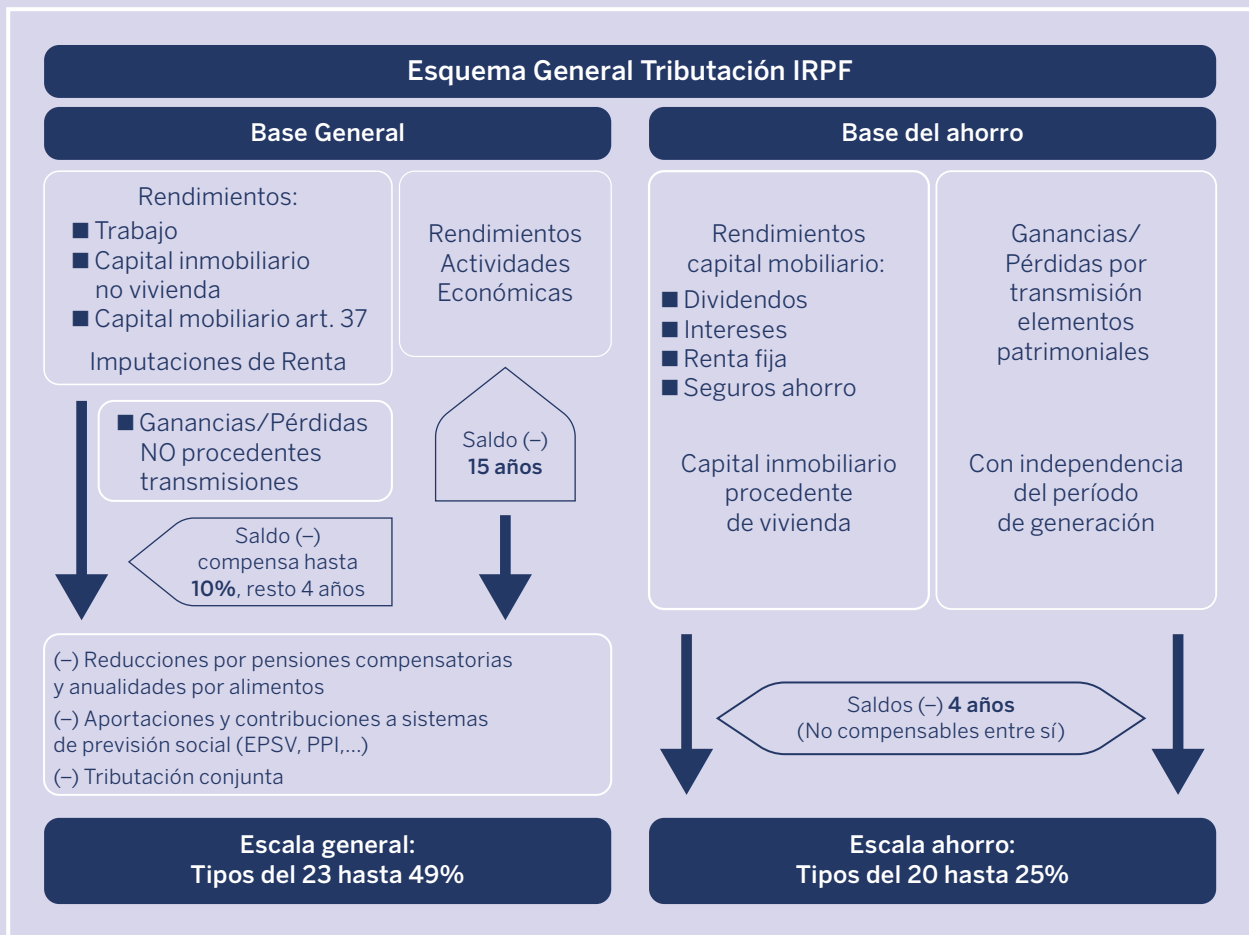 Esquema General Tributación IRPF
Base General
Rendimientos:
■ Trabajo
■ Capital inmobiliario
no vivienda
■ Capital mobiliario art. 37
Imputaciones de Renta
■ Ganancias/Pérdidas
NO procedentes
transmisiones
Saldo (–)
compensa hasta
10%, resto 4 años
Rendimientos
Actividades
Económicas
Saldo (–)
15 años
(–) Reducciones por pensiones compensatorias
y anualidades por alimentos
(–) Aportaciones y contribuciones a sistemas
de previsión social (EPSV, PPI,...)
(–) Tributación conjunta
Escala general:
Tipos del 23 hasta 49%
Base del ahorro
Rendimientos
capital mobiliario:
■ Dividendos
■ Intereses
■ Renta fija
■ Seguros ahorro
Capital inmobiliario
procedente
de vivienda
Ganancias/
Pérdidas por
transmisión
elementos
patrimoniales
Con independencia
del período
de generación
Saldos (–) 4 años
(No compensables entre sí)
Escala ahorro:
Tipos del 20 hasta 25%